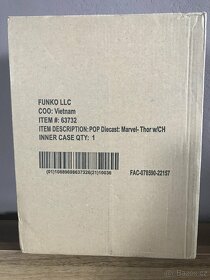 FUNKO LLC
COO: Vietnam
ITEM #: 63732
ITEM DESCRIPTION: POP Diecast: Marvel- Thor w/CH
INNER CASE QTY: 1
FAC-078590-22157